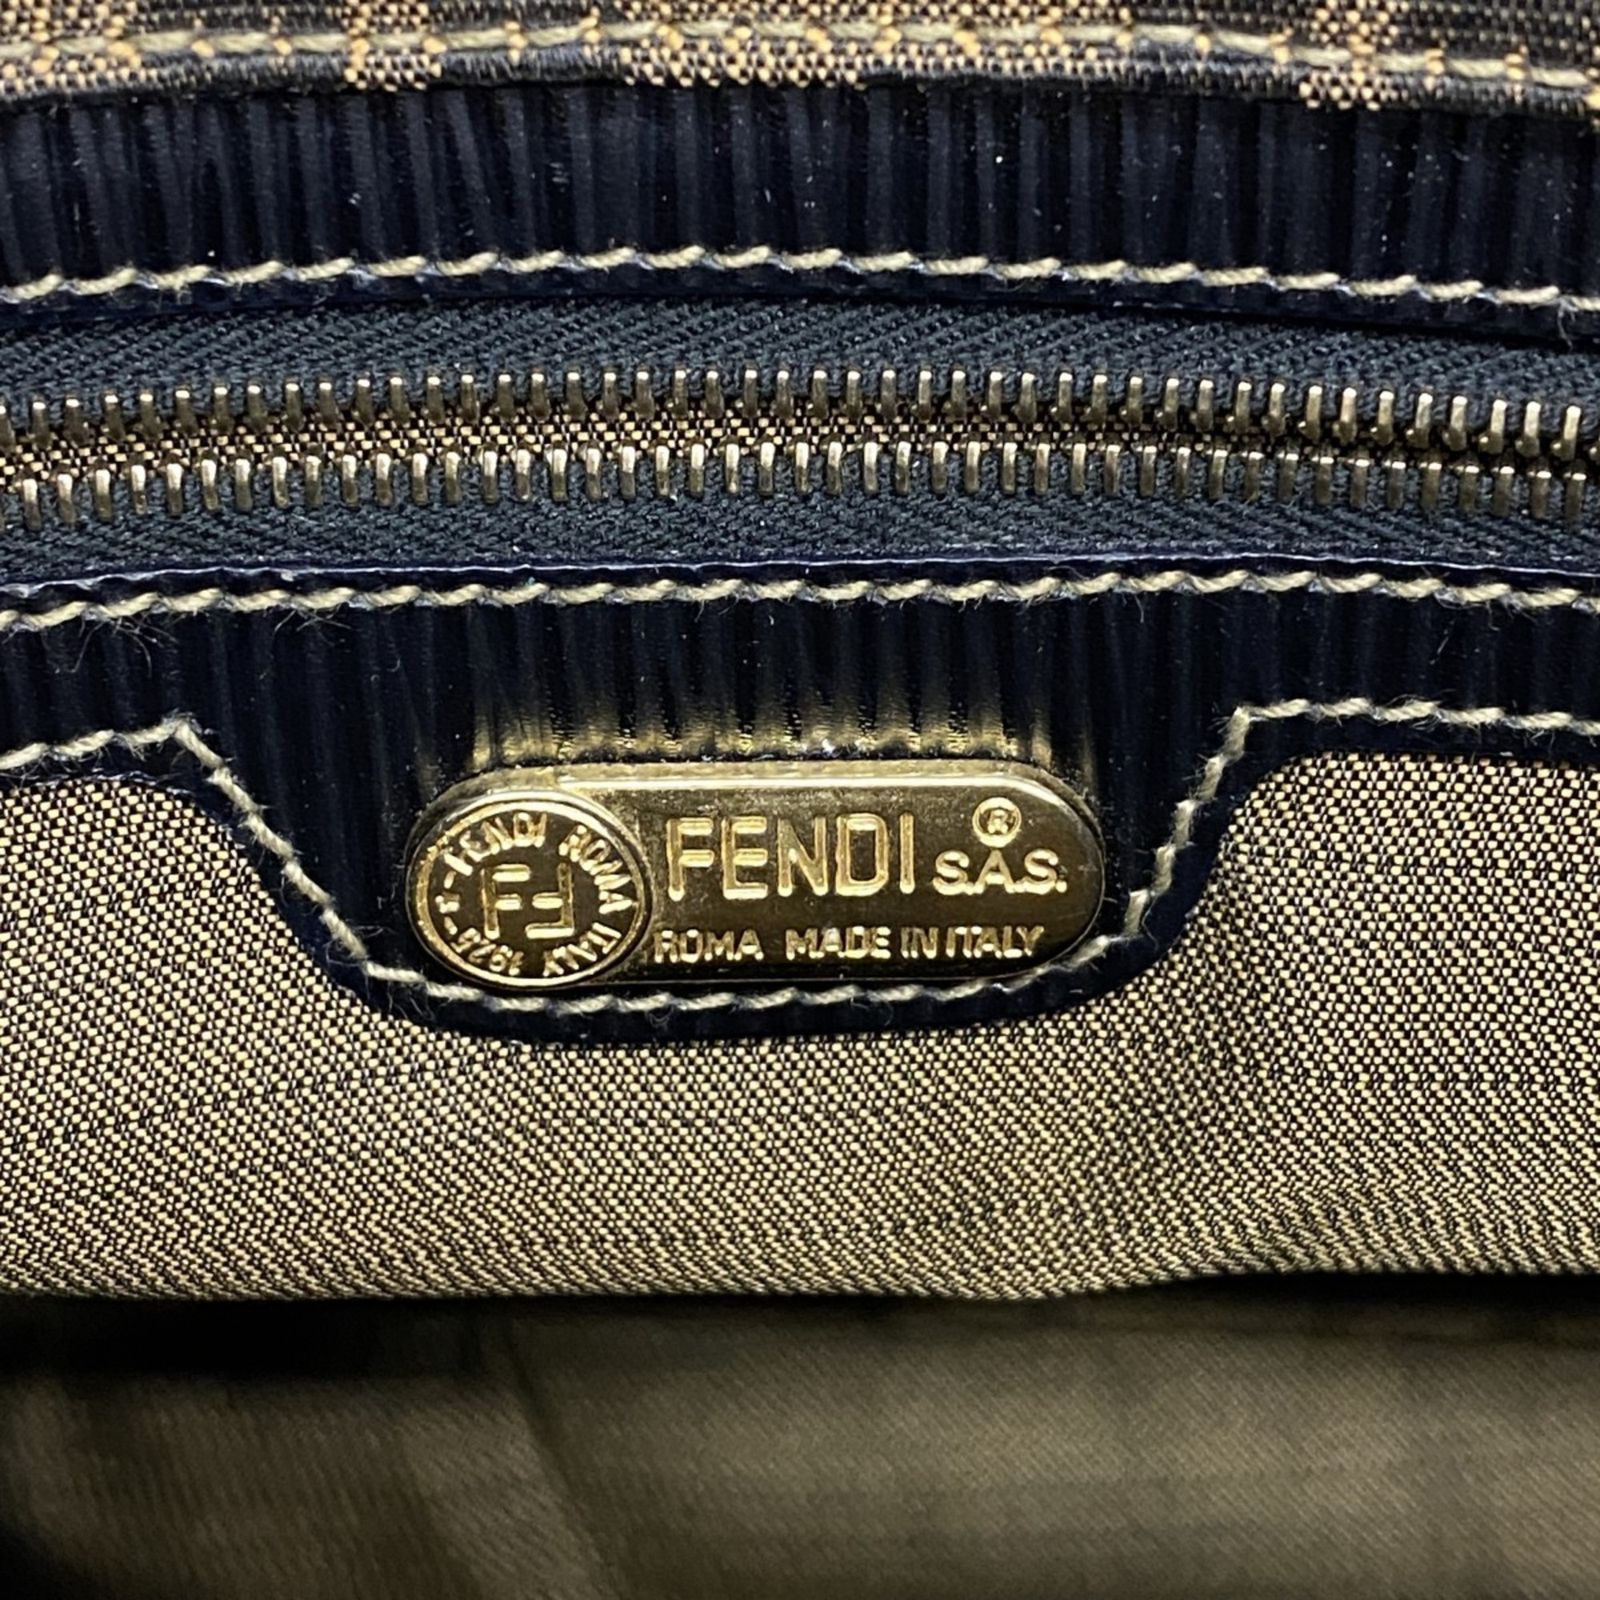 FENDI ROMA ITALY 1925
FF
FENDI ® S.A.S.
ROMA MADE IN ITALY